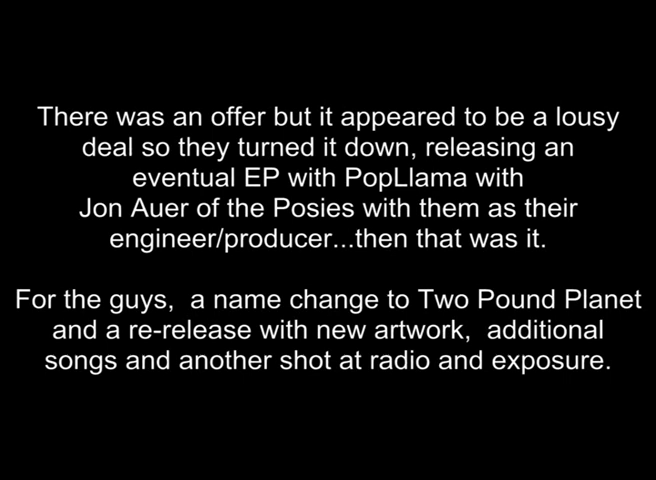 There was an offer but it appeared to be a lousy
deal so they turned it down, releasing an
eventual EP with PopLlama with
Jon Auer of the Posies with them as their
engineer/producer...then that was it.
For the guys,  a name change to Two Pound Planet
and a re-release with new artwork,  additional
songs and another shot at radio and exposure.